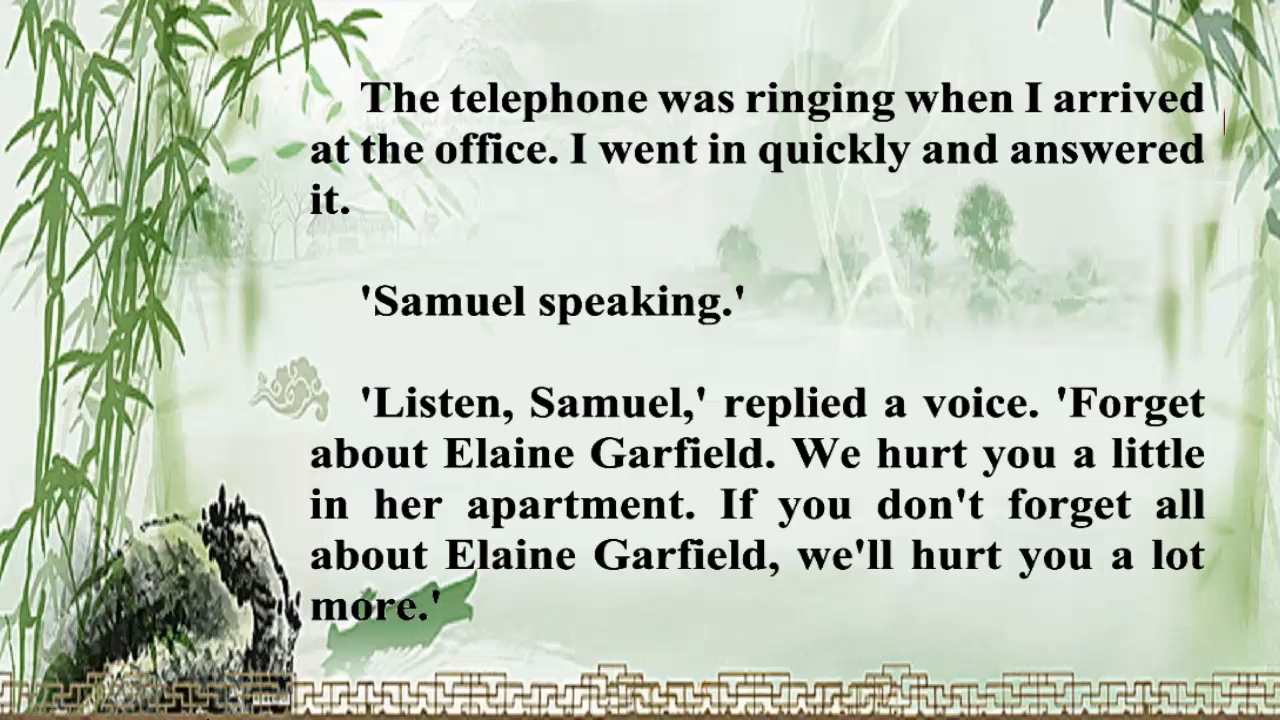 The telephone was ringing when I arrived
at the office. I went in quickly and answered
it.
'Samuel speaking.'
'Listen, Samuel,' replied a voice. 'Forget
about Elaine Garfield. We hurt you a little
in her apartment. If you don't forget all
about Elaine Garfield, we'll hurt you a lot
more.'